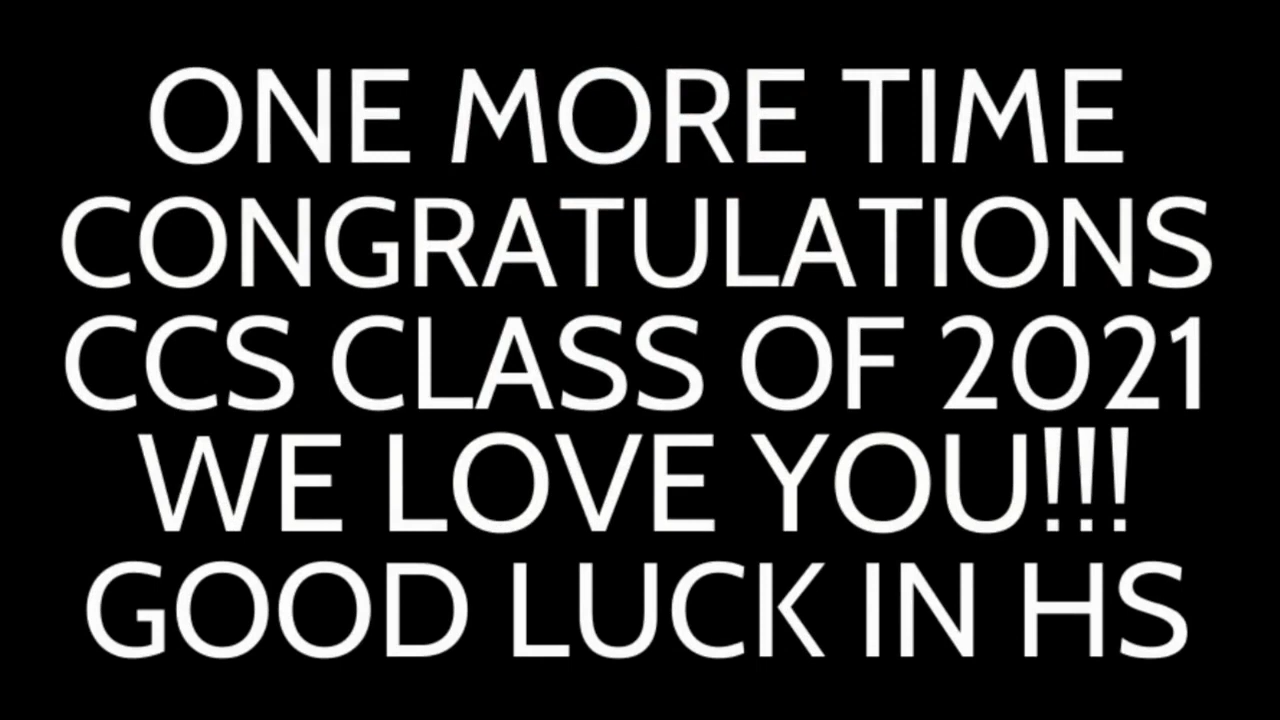 ONE MORE TIME
CONGRATULATIONS
CCS CLASS OF 2021
WE LOVE YOU!!!
GOOD LUCK IN HS